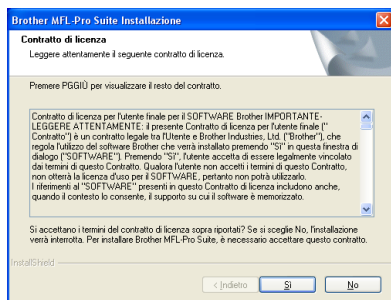 Brother MFL-Pro Suite Installazione
Contratto di licenza
Leggere attentamente il seguente contratto di licenza.
Premere PGGIÙ per visualizzare il resto del contratto.
Contratto di licenza per l'utente finale per il SOFTWARE Brother IMPORTANTE-
LEGGERE ATTENTAMENTE: il presente Contratto di licenza per l'utente finale ("
Contratto") è un contratto legale tra l'Utente e Brother Industries, Ltd. ("Brother"), che
regola l'utilizzo del software Brother che verrà installato premendo "Sì" in questa finestra di
dialogo ("SOFTWARE"). Premendo "Sì", l'utente accetta di essere legalmente vincolato
dai termini di questo Contratto. Qualora l'utente non accetti i termini di questo Contratto,
non otterrà la licenza d'uso per il SOFTWARE, pertanto non potrà utilizzarlo.
I riferimenti al "SOFTWARE" presenti in questo Contratto di licenza includono anche,
quando il contesto lo consente, il supporto su cui il software è memorizzato.
Si accettano i termini del contratto di licenza sopra riportati? Se si sceglie No, l'installazione
verrà interrotta. Per installare Brother MFL-Pro Suite, è necessario accettare questo contratto.
InstallShield
< Indietro
Sì
No